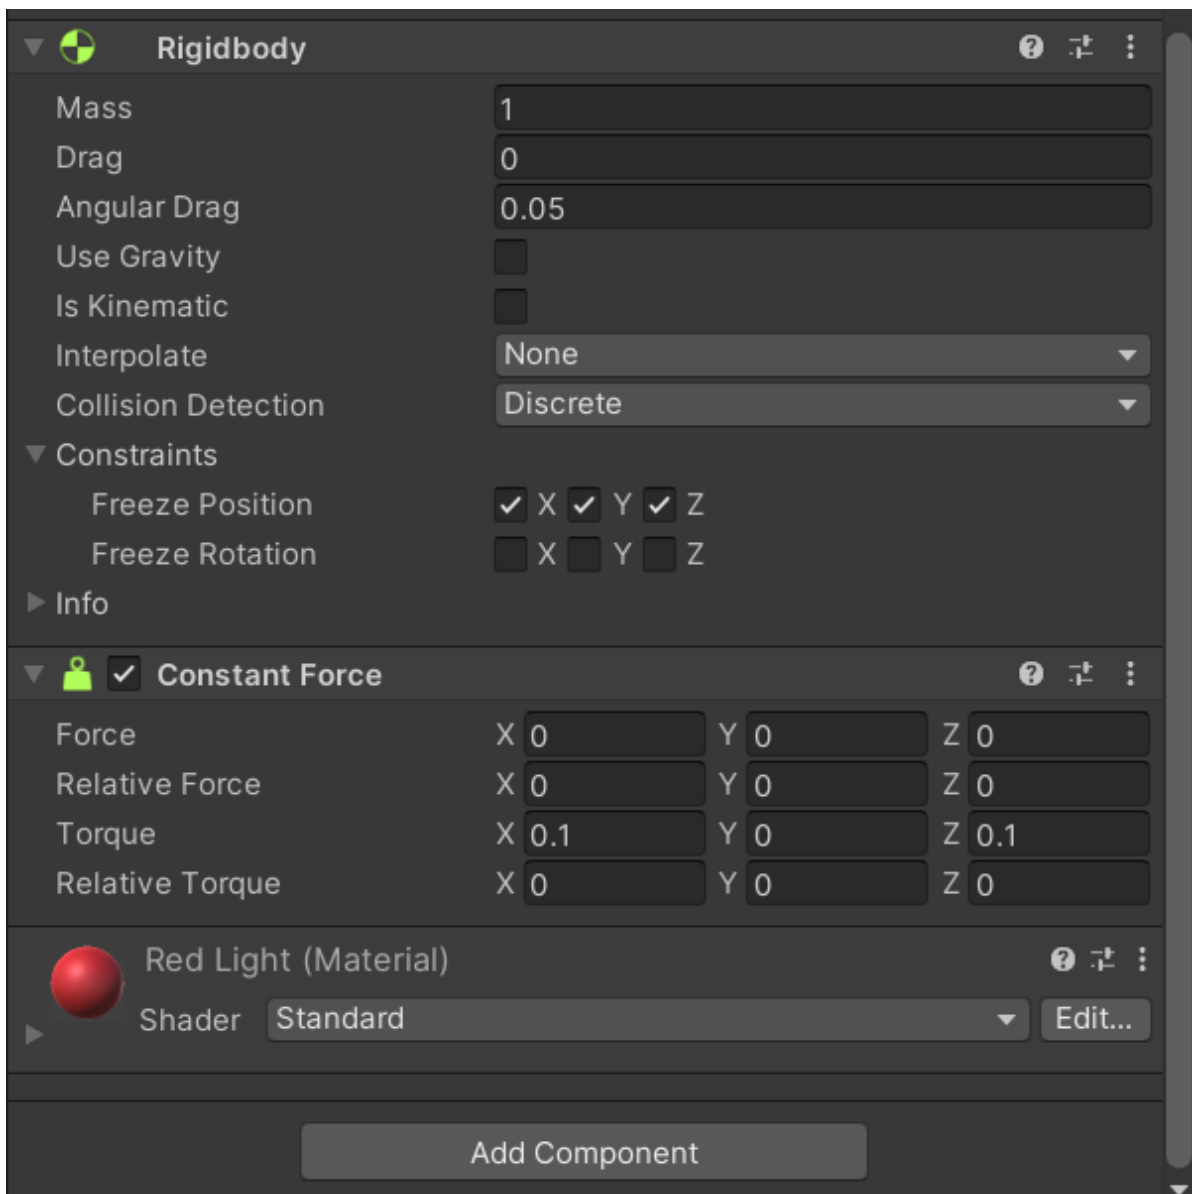 Rigidbody
Mass 1
Drag 0
Angular Drag 0.05
Use Gravity
Is Kinematic
Interpolate None
Collision Detection Discrete
Constraints
Freeze Position X Y Z
Freeze Rotation X Y Z
Info
Constant Force
Force X 0 Y 0 Z 0
Relative Force X 0 Y 0 Z 0
Torque X 0.1 Y 0 Z 0.1
Relative Torque X 0 Y 0 Z 0
Red Light (Material)
Shader Standard Edit...
Add Component